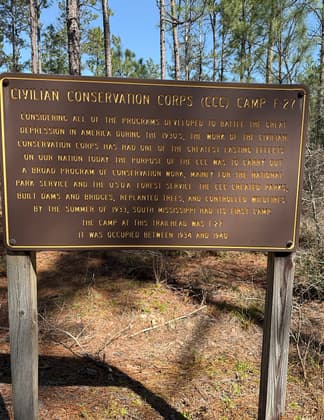 CIVILIAN CONSERVATION CORPS (CCC) CAMP F 27
CONSIDERING ALL OF THE PROGRAMS DEVELOPED TO BATTLE THE GREAT
DEPRESSION IN AMERICA DURING THE 1930'S, THE WORK OF THE CIVILIAN
CONSERVATION CORPS HAS HAD ONE OF THE GREATEST LASTING EFFECTS
ON OUR NATION TODAY. THE PURPOSE OF THE CCC WAS TO CARRY OUT
A BROAD PROGRAM OF CONSERVATION WORK, MAINLY FOR THE NATIONAL
PARK SERVICE AND THE USDA FOREST SERVICE. THE CCC CREATED PARKS,
BUILT DAMS AND BRIDGES, REPLANTED TREES, AND CONTROLLED WILDFIRES.
BY THE SUMMER OF 1933, SOUTH MISSISSIPPI HAD ITS FIRST CAMP.
THE CAMP AT THIS TRAILHEAD WAS F-27.
IT WAS OCCUPIED BETWEEN 1934 AND 1940.